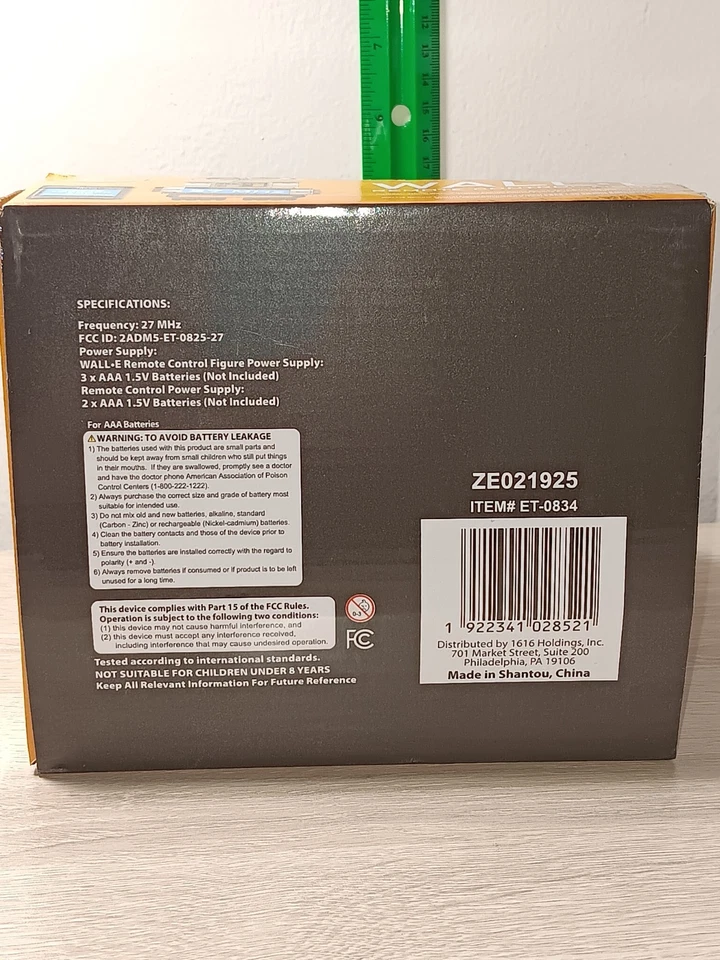 7
6
WALL
SPECIFICATIONS:
Frequency: 27 MHz
FCC ID: 2ADM5-ET-0825-27
Power Supply:
WALL•E Remote Control Figure Power Supply:
3 x AAA 1.5V Batteries (Not Included)
Remote Control Power Supply:
2 x AAA 1.5V Batteries (Not Included)
For AAA Batteries
WARNING: TO AVOID BATTERY LEAKAGE
1) The batteries used with this product are small parts and
should be kept away from small children who still put things
in their mouths. If they are swallowed, promptly see a doctor
and have the doctor phone American Association of Poison
Control Centers (1-800-222-1222).
2) Always purchase the correct size and grade of battery most
suitable for intended use.
3) Do not mix old and new batteries, alkaline, standard
(Carbon - Zinc) or rechargeable (Nickel-cadmium) batteries.
4) Clean the battery contacts and those of the device prior to
battery installation.
5) Ensure the batteries are installed correctly with the regard to
polarity (+ and -).
6) Always remove batteries if consumed or if product is to be left
unused for a long time.
This device complies with Part 15 of the FCC Rules.
Operation is subject to the following two conditions:
(1) this device may not cause harmful interference, and
(2) this device must accept any interference received,
including interference that may cause undesired operation.
0-3
FC
Tested according to international standards.
NOT SUITABLE FOR CHILDREN UNDER 8 YEARS
Keep All Relevant Information For Future Reference
ZE021925
ITEM# ET-0834
1 922341 028521
Distributed by 1616 Holdings, Inc.
701 Market Street, Suite 200
Philadelphia, PA 19106
Made in Shantou, China